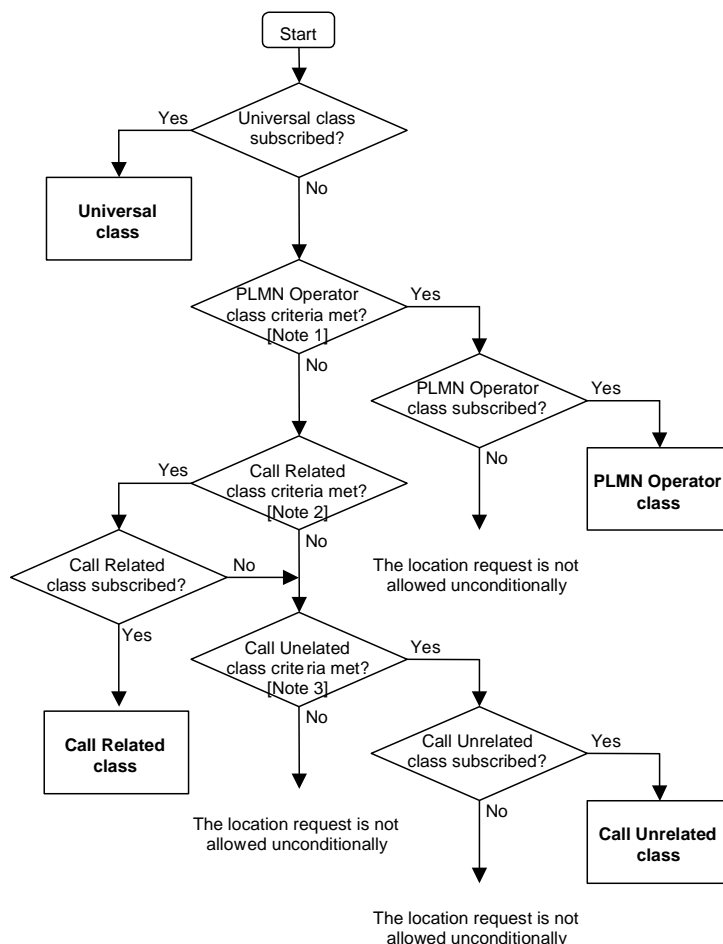 Start
Yes
Universal class
subscribed?
No
Universal
class
PLMN Operator
class criteria met?
[Note 1]
Yes
No
PLMN Operator
class subscribed?
Yes
No
PLMN Operator
class
The location request is not
allowed unconditionally
Yes
Call Related
class criteria met?
[Note 2]
No
Call Related
class subscribed?
No
Yes
Call Related
class
Call Unelated
class criteria met?
[Note 3]
Yes
No
The location request is not
allowed unconditionally
Call Unrelated
class subscribed?
Yes
No
Call Unrelated
class
The location request is not
allowed unconditionally